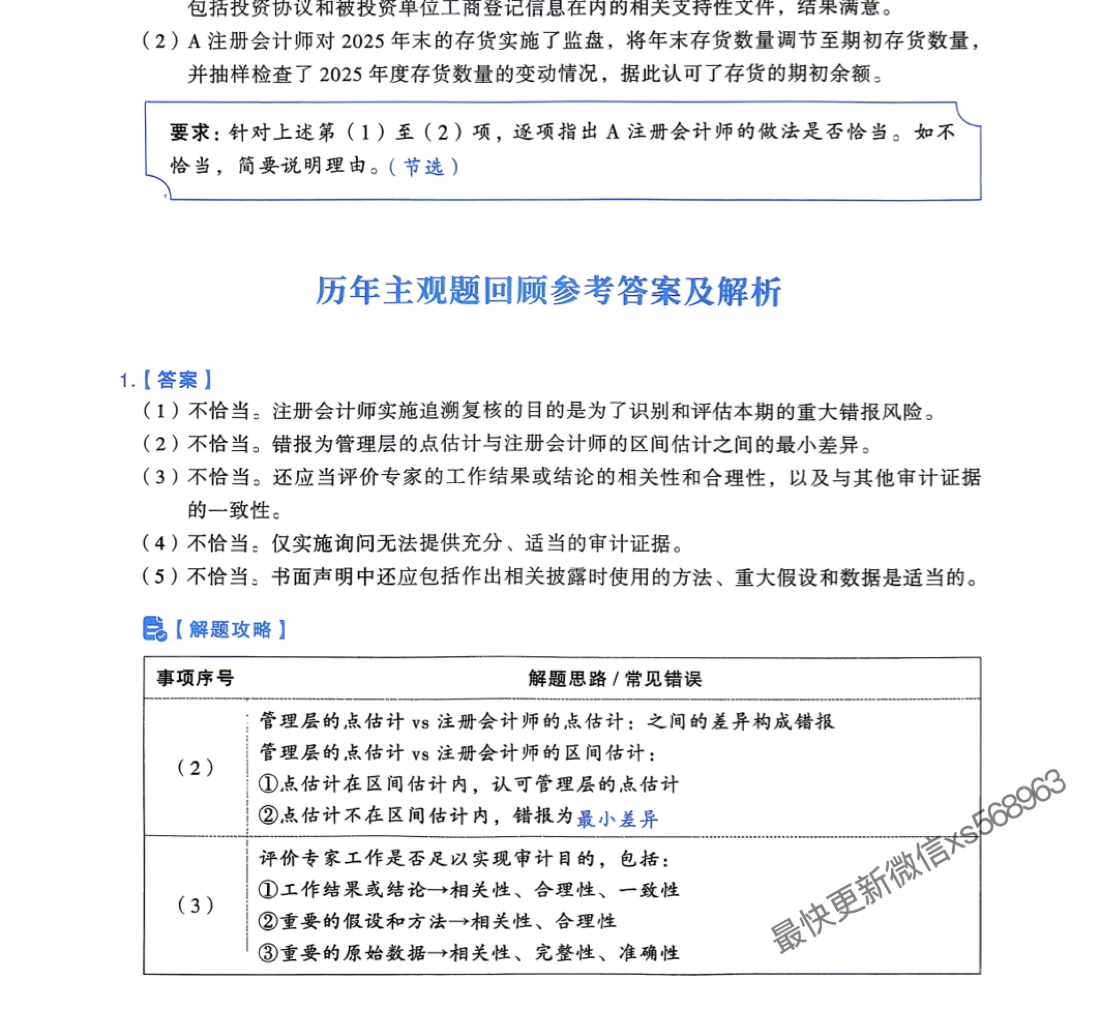 包括投资协议和被投资单位工商登记信息在内的相关支持性文件，结果满意。
（2）A 注册会计师对 2025 年末的存货实施了监盘，将年末存货数量调节至期初存货数量，
并抽样检查了 2025 年度存货数量的变动情况，据此认可了存货的期初余额。
要求：针对上述第（1）至（2）项，逐项指出 A 注册会计师的做法是否恰当。如不
恰当，简要说明理由。（节选）
历年主观题回顾参考答案及解析
1.【答案】
（1）不恰当。注册会计师实施追溯复核的目的是为了识别和评估本期的重大错报风险。
（2）不恰当。错报为管理层的点估计与注册会计师的区间估计之间的最小差异。
（3）不恰当。还应当评价专家的工作结果或结论的相关性和合理性，以及与其他审计证据
的一致性。
（4）不恰当。仅实施询问无法提供充分、适当的审计证据。
（5）不恰当。书面声明中还应包括作出相关披露时使用的方法、重大假设和数据是适当的。
【解题攻略】
事项序号 解题思路 / 常见错误
（2）
管理层的点估计 vs 注册会计师的点估计：之间的差异构成错报
管理层的点估计 vs 注册会计师的区间估计：
①点估计在区间估计内，认可管理层的点估计
②点估计不在区间估计内，错报为最小差异
（3）
评价专家工作是否足以实现审计目的，包括：
①工作结果或结论→相关性、合理性、一致性
②重要的假设和方法→相关性、合理性
③重要的原始数据→相关性、完整性、准确性
最快更新微信xs568963